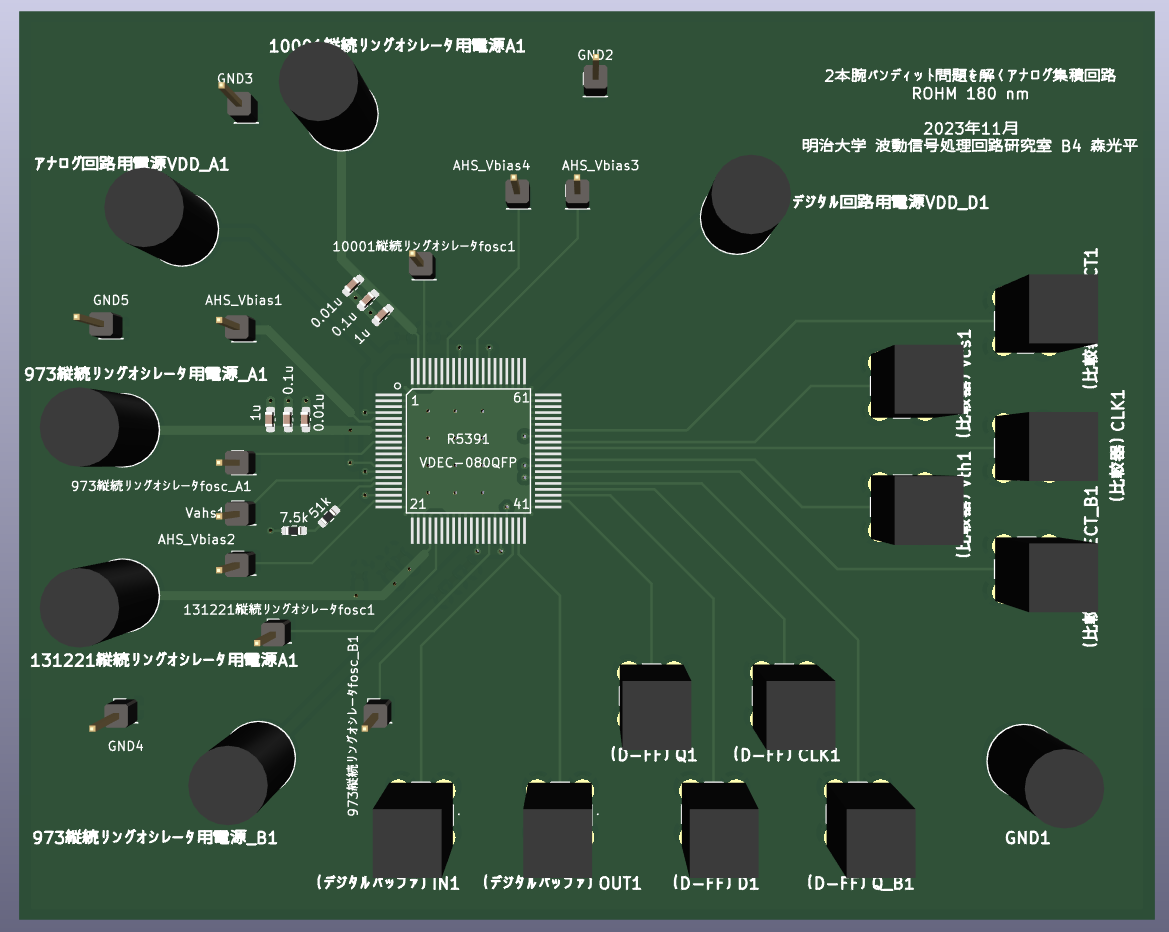 10001縦続リングオシレータ用電源A1
GND2
GND3
2本腕バンディット問題を解くアナログ集積回路
ROHM 180 nm
2023年11月
明治大学 波動信号処理回路研究室 B4 森光平
アナログ回路用電源VDD_A1
AHS_Vbias4
AHS_Vbias3
デジタル回路用電源VDD_D1
10001縦続リングオシレータfosc1
GND5
AHS_Vbias1
0.01u
0.1u
1u
973縦続リングオシレータ用電源_A1
1u
0.1u
0.01u
1
61
R5391
VDEC-080QFP
21
41
(比較器) Vcs1
(比較器) CLK1
(比較器) Vth1
973縦続リングオシレータfosc_A1
Vahs1
7.5k
51k
AHS_Vbias2
131221縦続リングオシレータfosc1
131221縦続リングオシレータ用電源A1
973縦続リングオシレータfosc_B1
GND4
(D-FF) Q1
(D-FF) CLK1
973縦続リングオシレータ用電源_B1
GND1
(デジタルバッファ) IN1
(デジタルバッファ) OUT1
(D-FF) D1
(D-FF) Q_B1